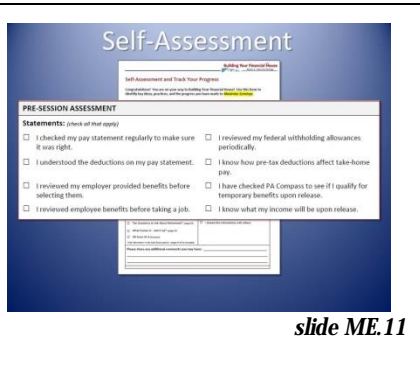 Self-Assessment
Building Your Financial House
Self-Assessment and Track Your Progress
PRE-SESSION ASSESSMENT
Statements: (check all that apply)
☐ I checked my pay statement regularly to make sure it was right.
☐ I understood the deductions on my pay statement.
☐ I reviewed my employer provided benefits before selecting them.
☐ I reviewed employee benefits before taking a job.
☐ I reviewed my federal withholding allowances periodically.
☐ I know how pre-tax deductions affect take-home pay.
☐ I have checked PA Compass to see if I qualify for temporary benefits upon release.
☐ I know what my income will be upon release.
slide ME.11